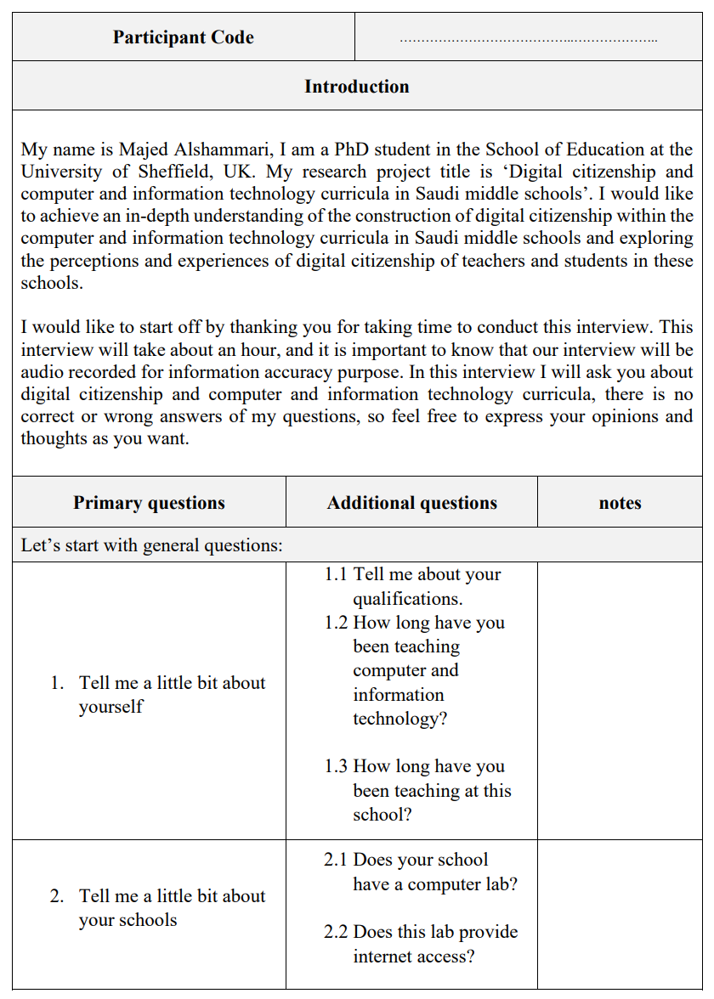 Participant Code
…………………………………..………………..
Introduction
My name is Majed Alshammari, I am a PhD student in the School of Education at the
University of Sheffield, UK. My research project title is ‘Digital citizenship and
computer and information technology curricula in Saudi middle schools’. I would like
to achieve an in-depth understanding of the construction of digital citizenship within the
computer and information technology curricula in Saudi middle schools and exploring
the perceptions and experiences of digital citizenship of teachers and students in these
schools.
I would like to start off by thanking you for taking time to conduct this interview. This
interview will take about an hour, and it is important to know that our interview will be
audio recorded for information accuracy purpose. In this interview I will ask you about
digital citizenship and computer and information technology curricula, there is no
correct or wrong answers of my questions, so feel free to express your opinions and
thoughts as you want.
Primary questions
Additional questions
notes
Let’s start with general questions:
1. Tell me a little bit about
yourself
1.1 Tell me about your
qualifications.
1.2 How long have you
been teaching
computer and
information
technology?
1.3 How long have you
been teaching at this
school?
2. Tell me a little bit about
your schools
2.1 Does your school
have a computer lab?
2.2 Does this lab provide
internet access?